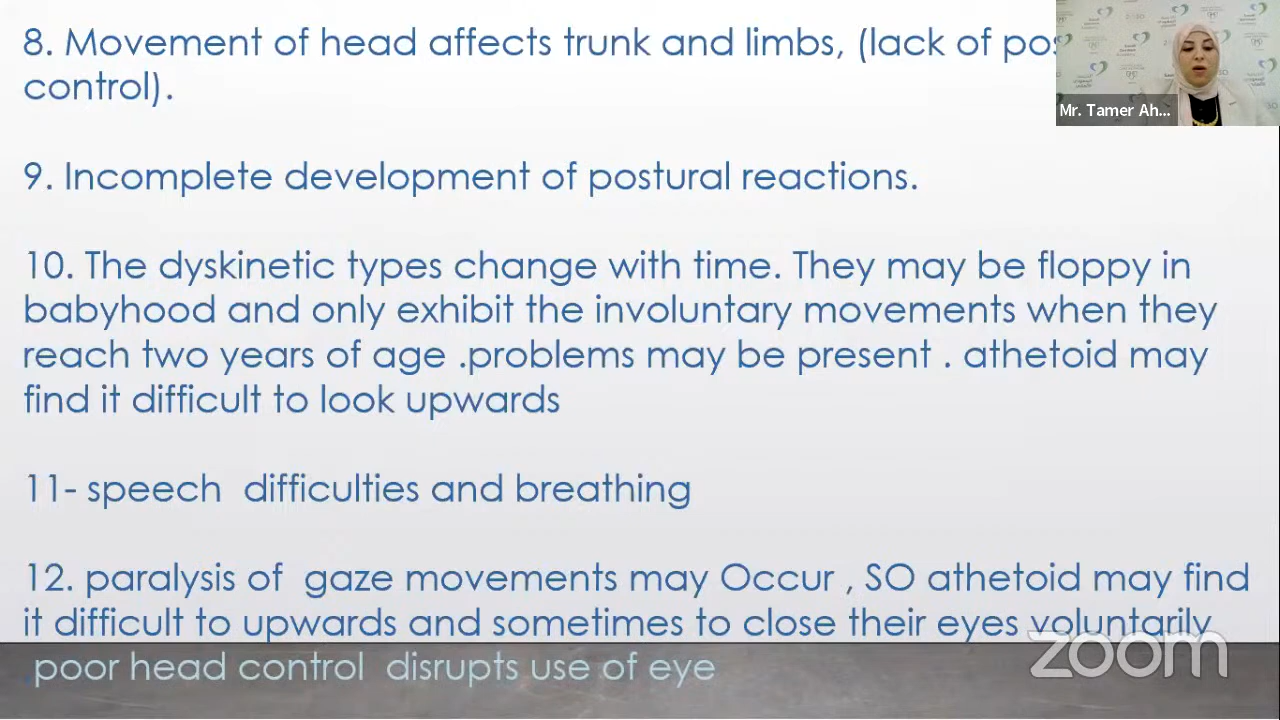 8. Movement of head affects trunk and limbs, (lack of
control).
Mr. Tamer Ah...
9. Incomplete development of postural reactions.
10. The dyskinetic types change with time. They may be floppy in
babyhood and only exhibit the involuntary movements when they
reach two years of age .problems may be present . athetoid may
find it difficult to look upwards
11- speech difficulties and breathing
12. paralysis of gaze movements may Occur , SO athetoid may find
it difficult to upwards and sometimes to close their eyes voluntarily
.poor head control disrupts use of eye
zoom